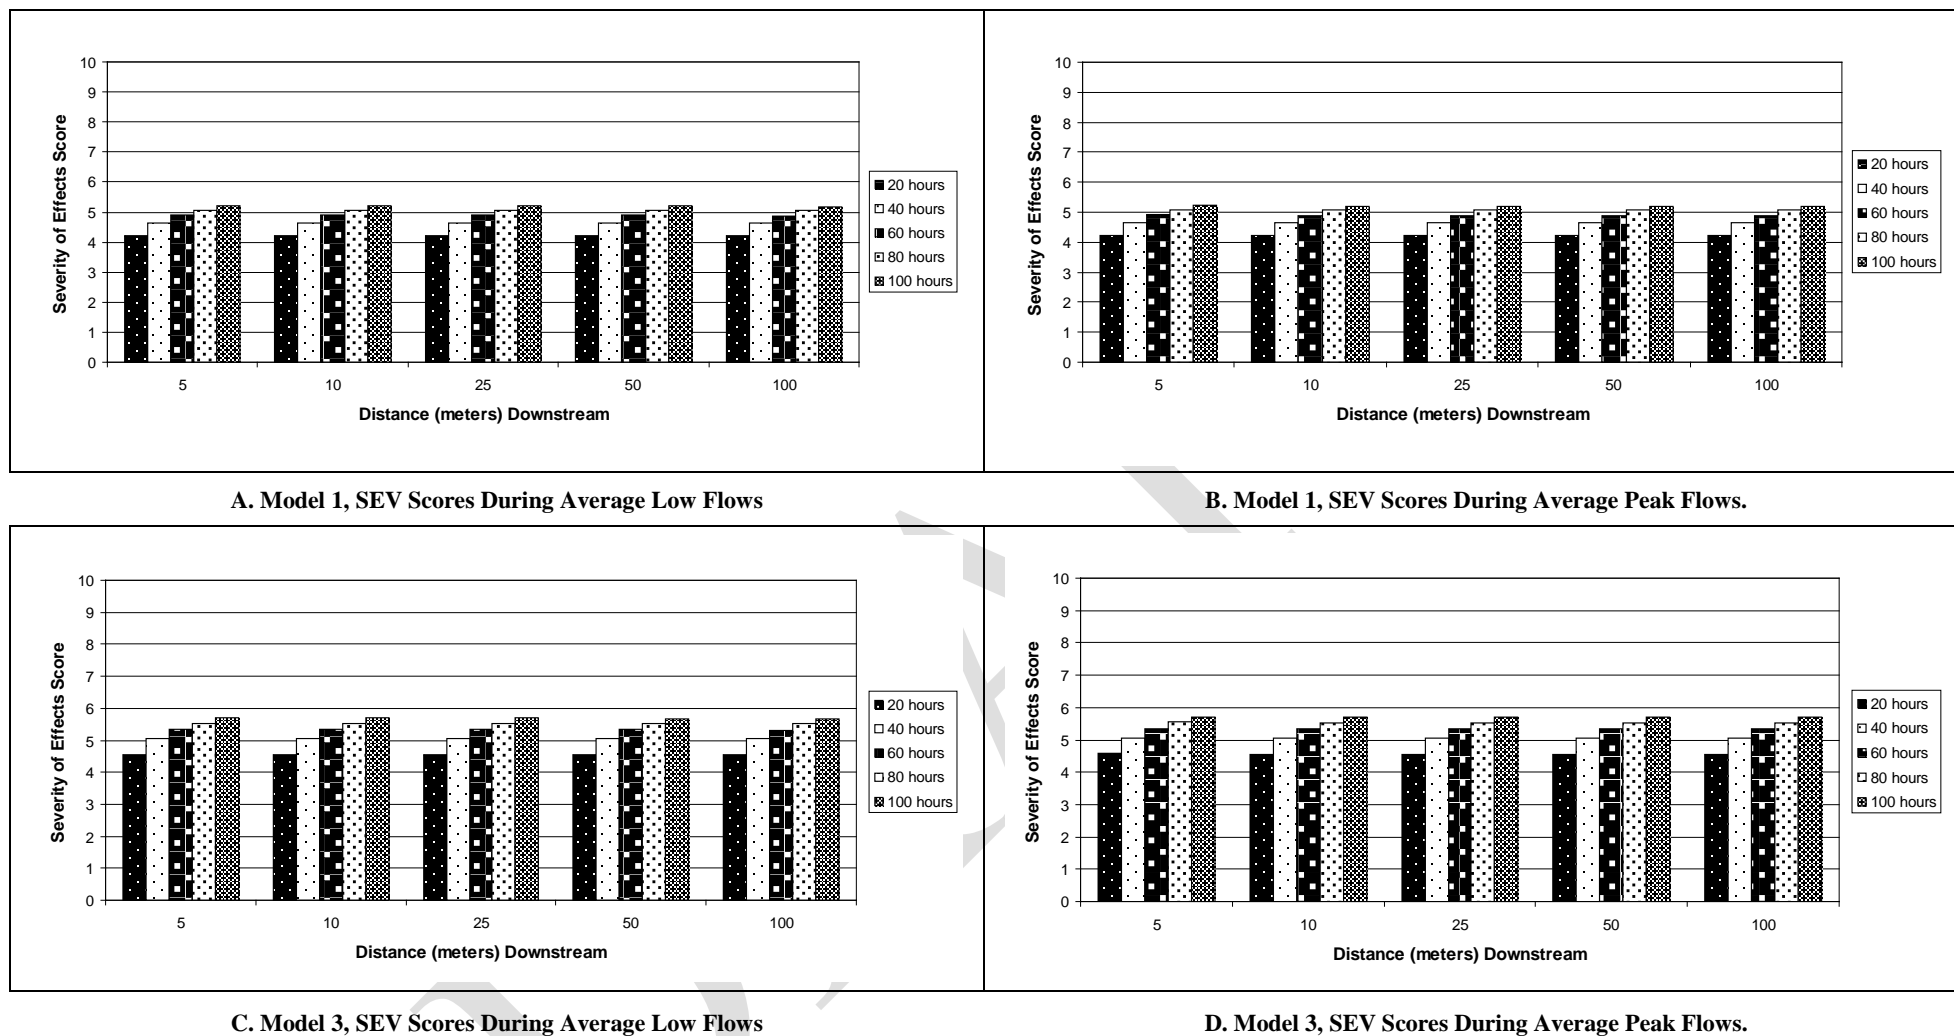 10
9
8
7
6
5
4
3
2
1
0
Severity of Effects Score
5 10 25 50 100
Distance (meters) Downstream
20 hours
40 hours
60 hours
80 hours
100 hours
A. Model 1, SEV Scores During Average Low Flows
10
9
8
7
6
5
4
3
2
1
0
Severity of Effects Score
5 10 25 50 100
Distance (meters) Downstream
20 hours
40 hours
60 hours
80 hours
100 hours
B. Model 1, SEV Scores During Average Peak Flows.
10
9
8
7
6
5
4
3
2
1
0
Severity of Effects Score
5 10 25 50 100
Distance (meters) Downstream
20 hours
40 hours
60 hours
80 hours
100 hours
C. Model 3, SEV Scores During Average Low Flows
10
9
8
7
6
5
4
3
2
1
0
Severity of Effects Score
5 10 25 50 100
Distance (meters) Downstream
20 hours
40 hours
60 hours
80 hours
100 hours
D. Model 3, SEV Scores During Average Peak Flows.